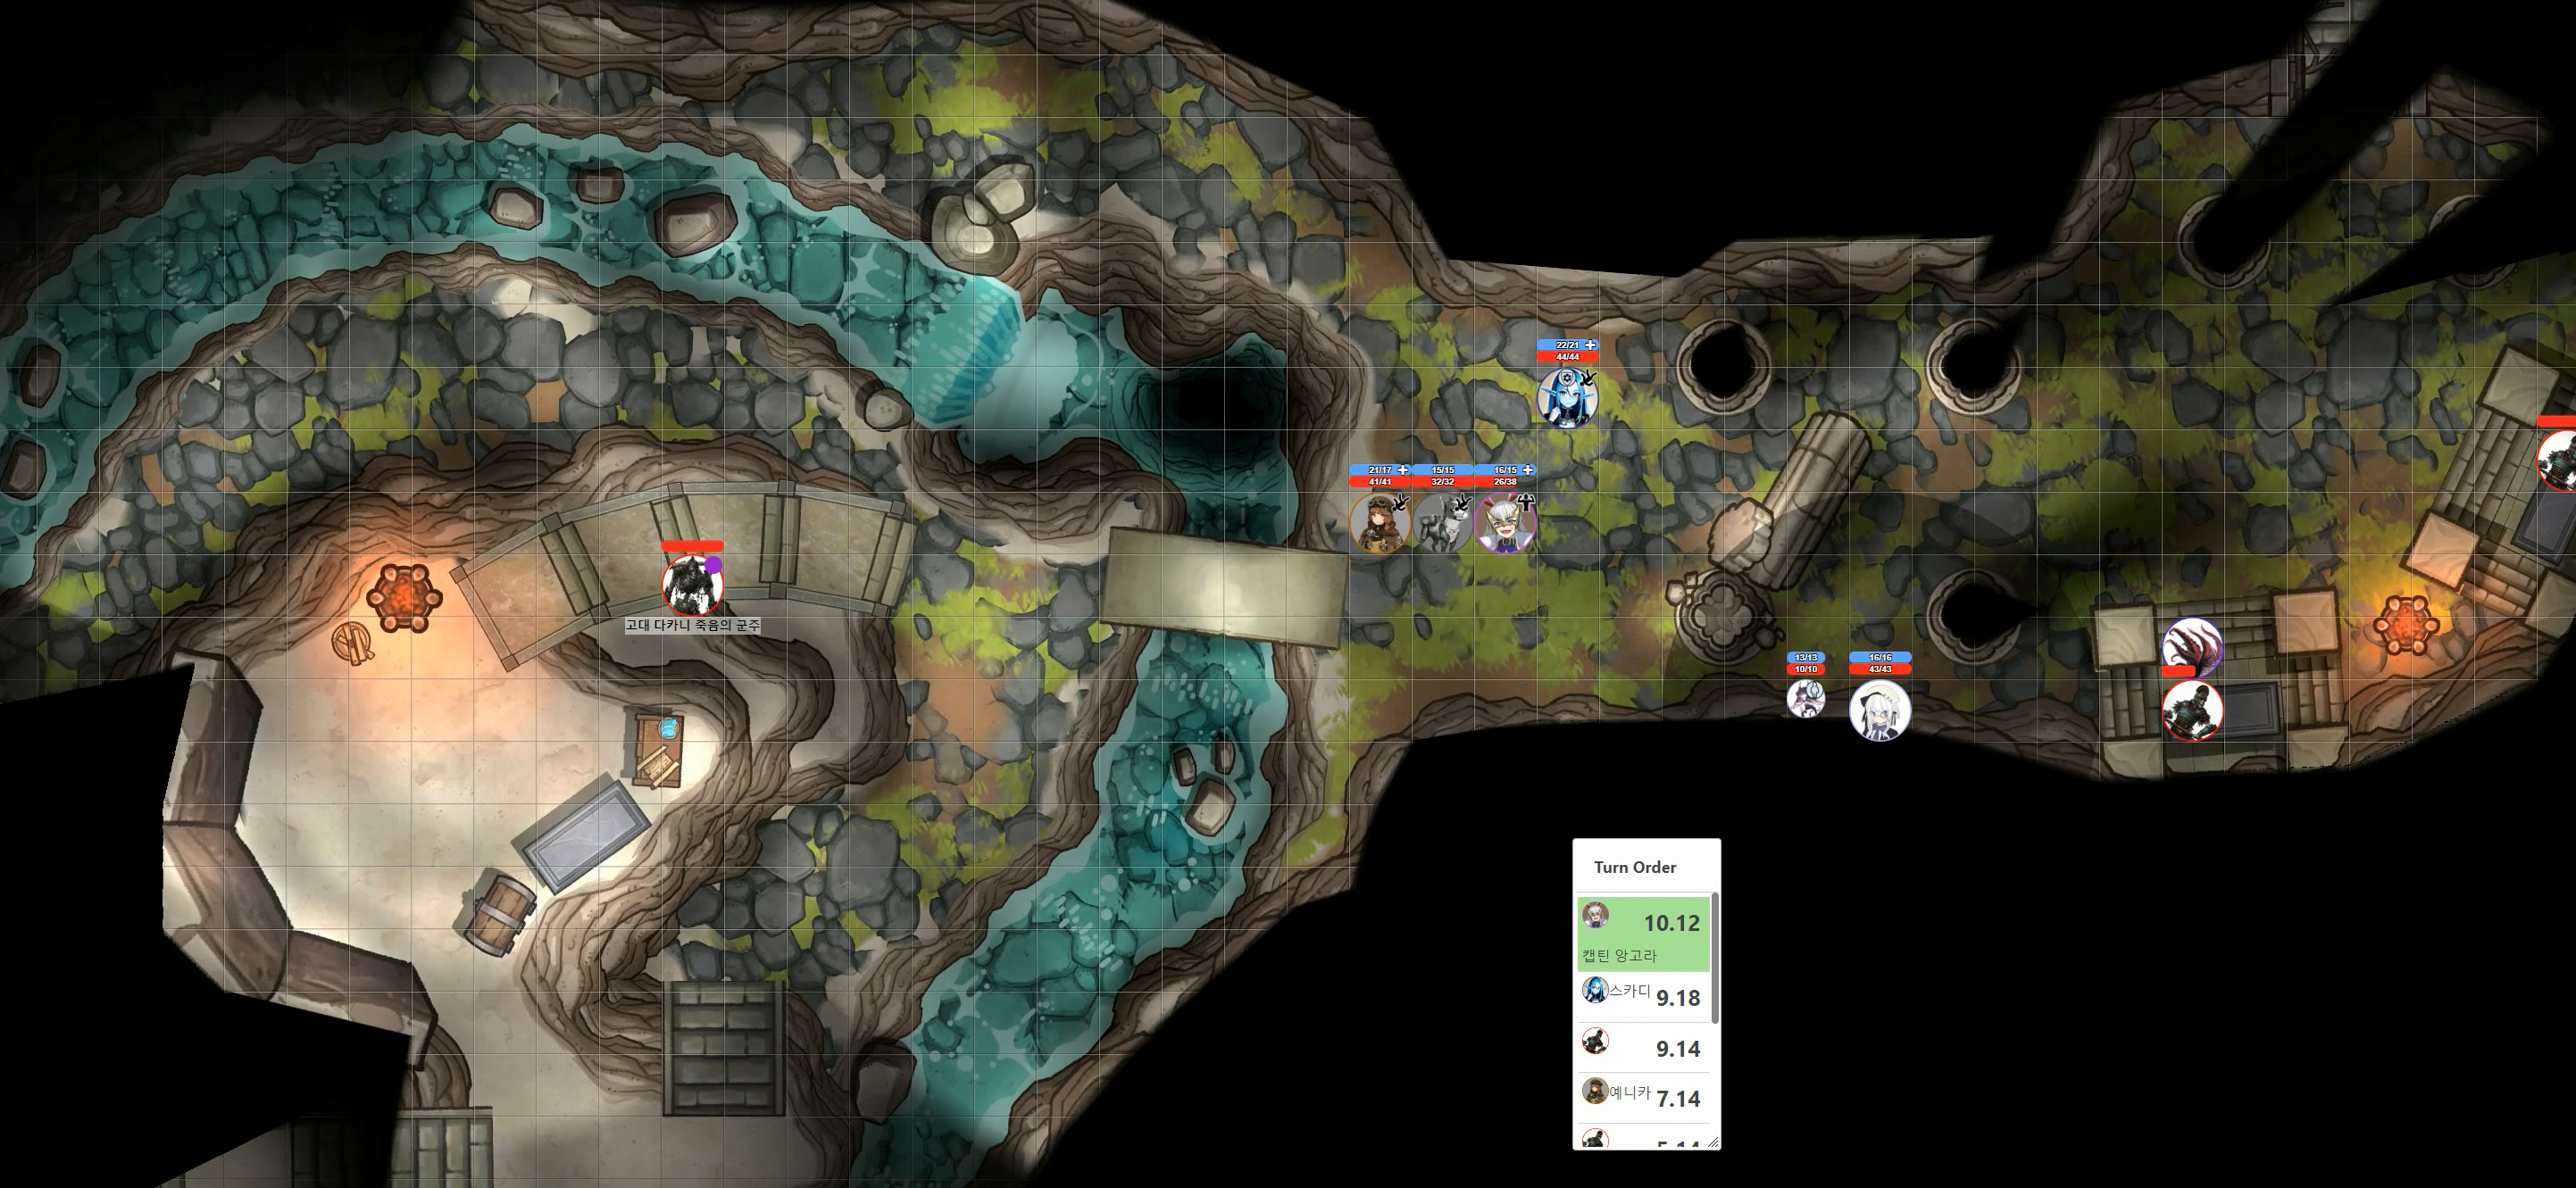 22/21
44/44
21/17
15/15
16/15
41/41
32/32
26/38
고대 다카니 죽음의 군주
13/13
16/16
10/10
43/43
Turn Order
10.12
캡틴 앙고라
스카디 9.18
9.14
예니카 7.14